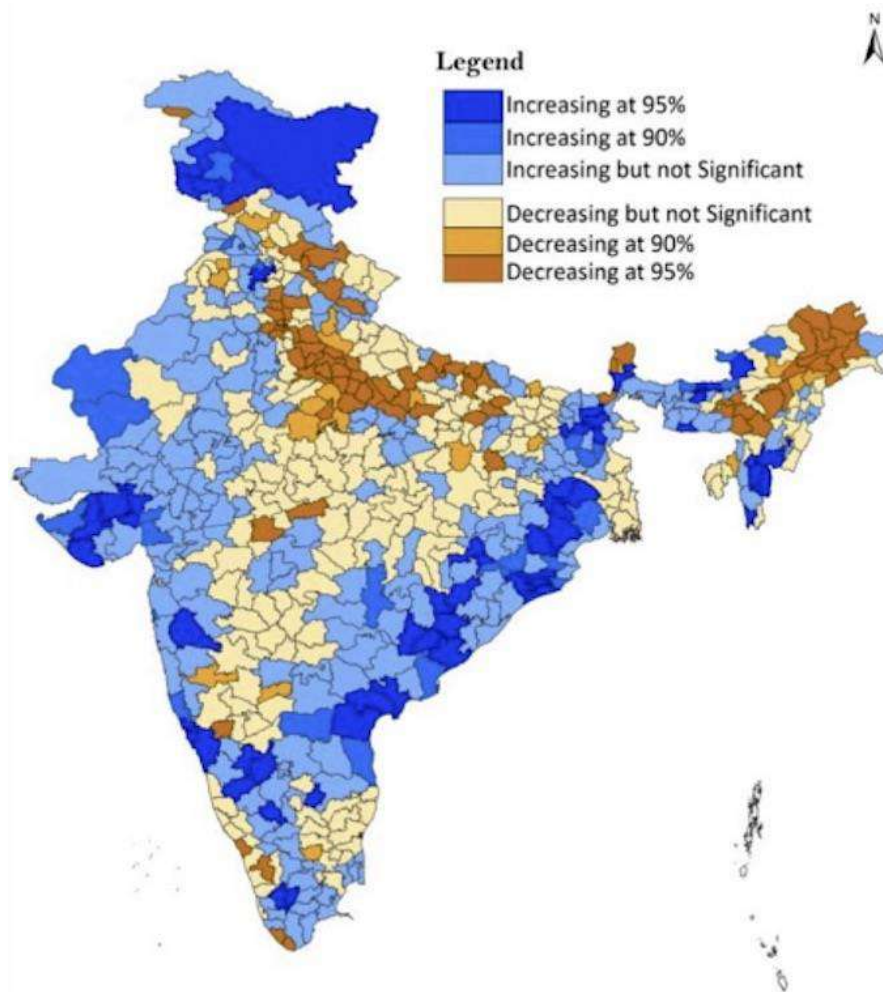 N
Legend
Increasing at 95%
Increasing at 90%
Increasing but not Significant
Decreasing but not Significant
Decreasing at 90%
Decreasing at 95%